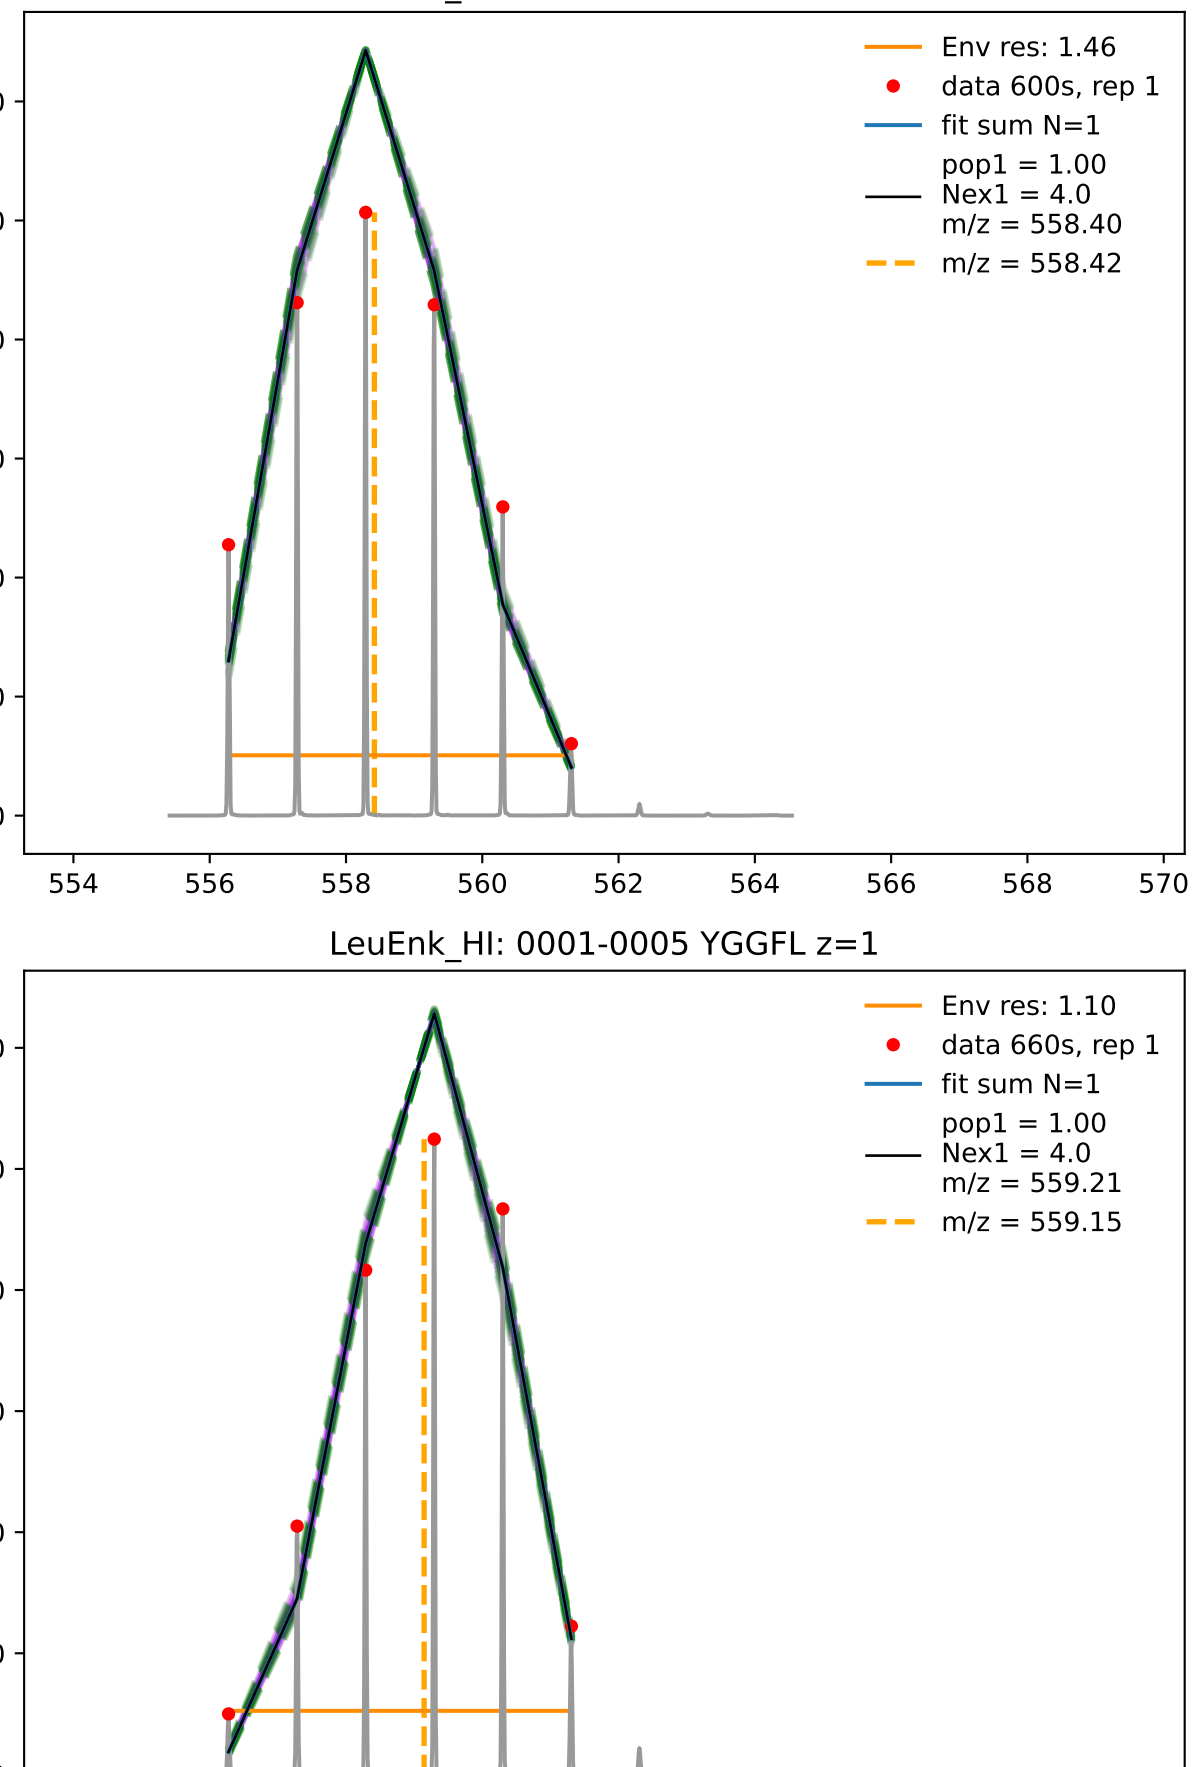 Env res: 1.46
data 600s, rep 1
fit sum N=1
pop1 = 1.00
Nex1 = 4.0
m/z = 558.40
m/z = 558.42
554 556 558 560 562 564 566 568 570
LeuEnk_HI: 0001-0005 YGGFL z=1
Env res: 1.10
data 660s, rep 1
fit sum N=1
pop1 = 1.00
Nex1 = 4.0
m/z = 559.21
m/z = 559.15